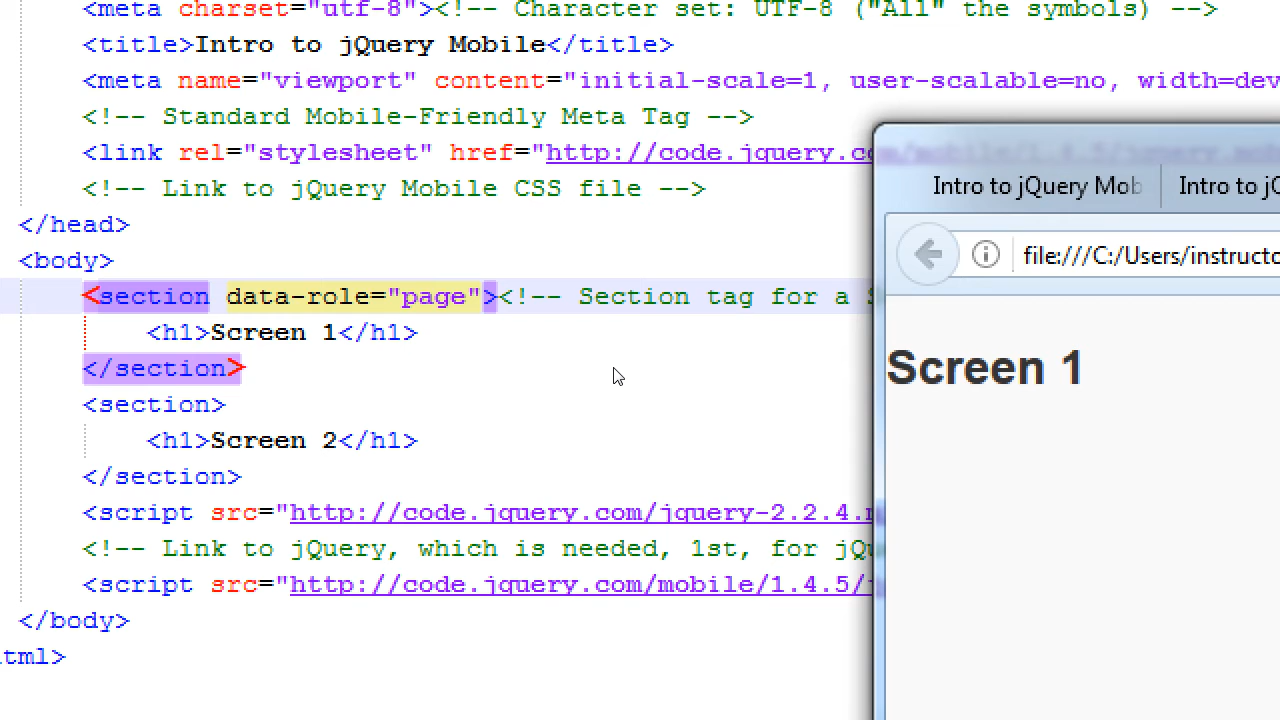 <meta charset="utf-8"><!-- Character set: UTF-8 ("All" the symbols) -->
<title>Intro to jQuery Mobile</title>
<meta name="viewport" content="initial-scale=1, user-scalable=no, width=dev
<!-- Standard Mobile-Friendly Meta Tag -->
<link rel="stylesheet" href="http://code.jquery.co
<!-- Link to jQuery Mobile CSS file -->
</head>
<body>
<section data-role="page"><!-- Section tag for a
<h1>Screen 1</h1>
</section>
<section>
<h1>Screen 2</h1>
</section>
<script src="http://code.jquery.com/jquery-2.2.4.m
<!-- Link to jQuery, which is needed, 1st, for jQu
<script src="http://code.jquery.com/mobile/1.4.5/j
</body>
tml>
Intro to jQuery Mob
Intro to jQ
file:///C:/Users/instructo
Screen 1